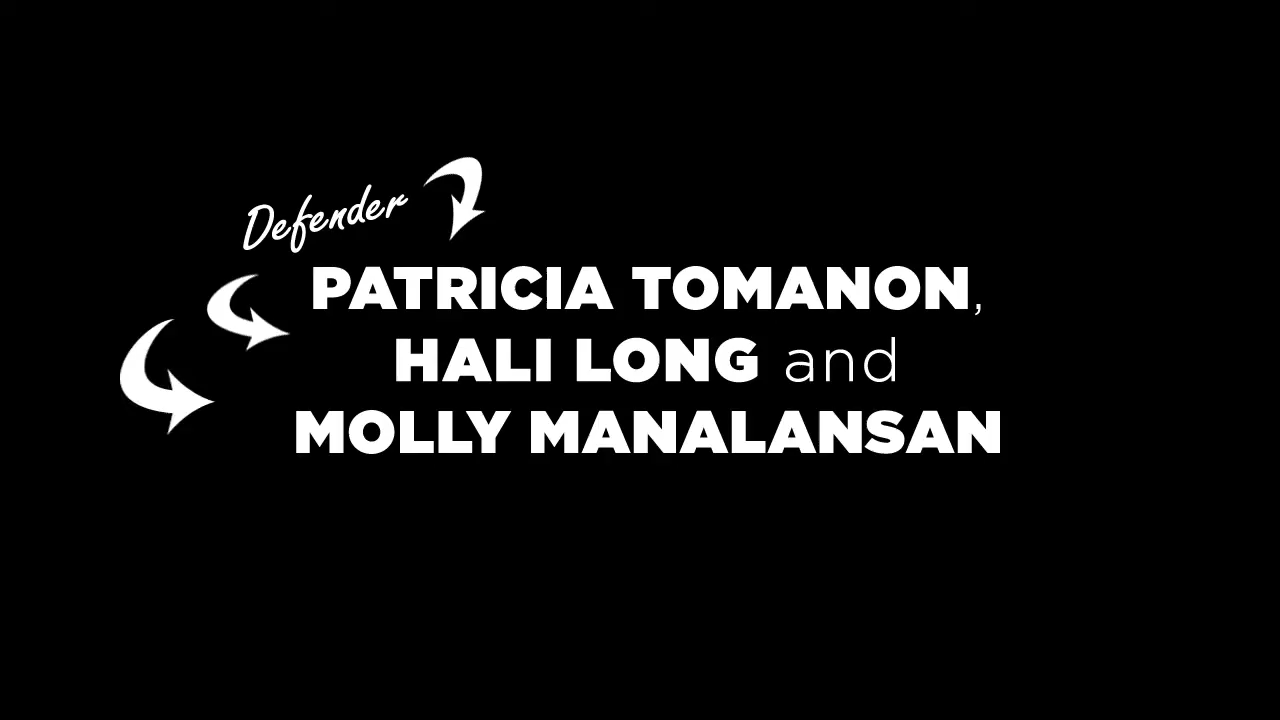 Defender
PATRICIA TOMANON,
HALI LONG and
MOLLY MANALANSAN